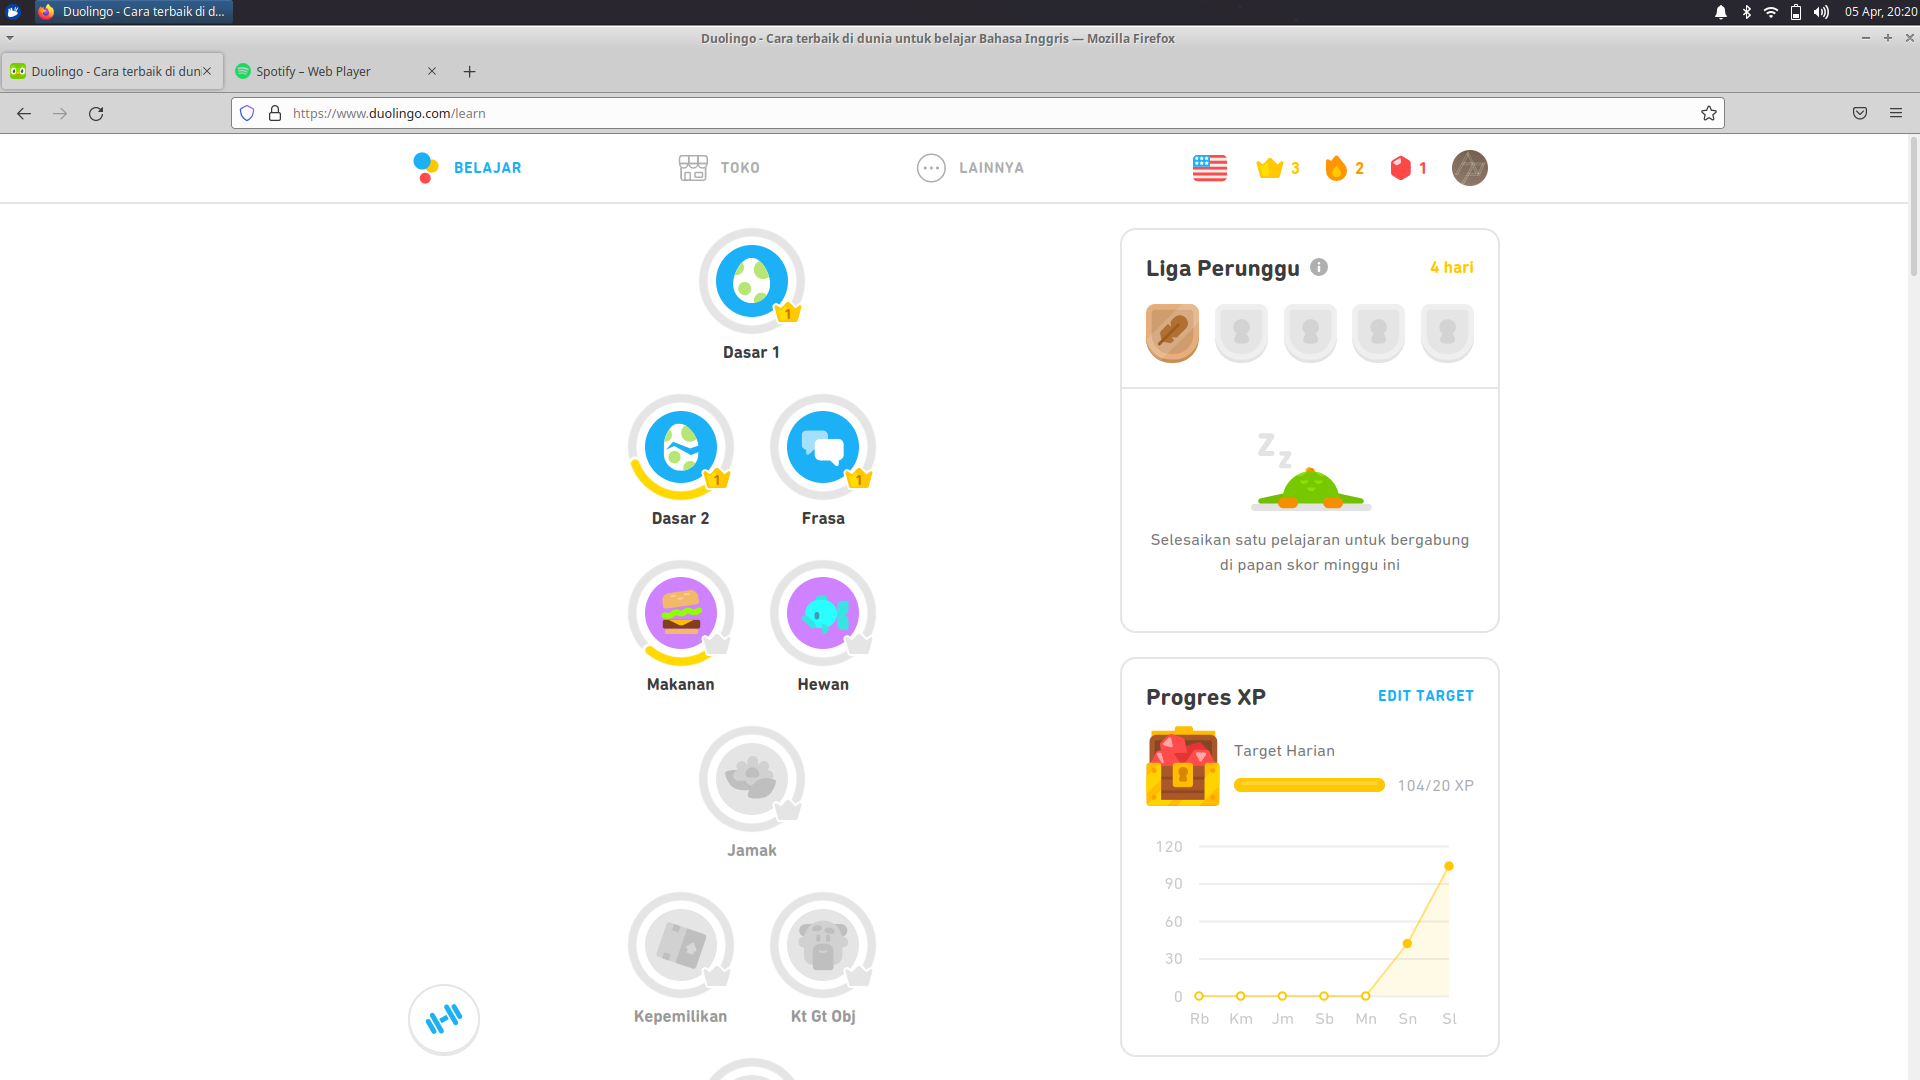 Duolingo - Cara terbaik di d...
05 Apr, 20:20
Duolingo - Cara terbaik di dunia untuk belajar Bahasa Inggris — Mozilla Firefox
Duolingo - Cara terbaik di dun
Spotify – Web Player
https://www.duolingo.com/learn
BELAJAR
TOKO
LAINNYA
3
2
1
1
Dasar 1
1
1
Dasar 2
Frasa
Makanan
Hewan
Jamak
Kepemilikan
Kt Gt Obj
Liga Perunggu
4 hari
Z
z
Selesaikan satu pelajaran untuk bergabung
di papan skor minggu ini
Progres XP
EDIT TARGET
Target Harian
104/20 XP
120
90
60
30
0
Rb Km Jm Sb Mn Sn Sl